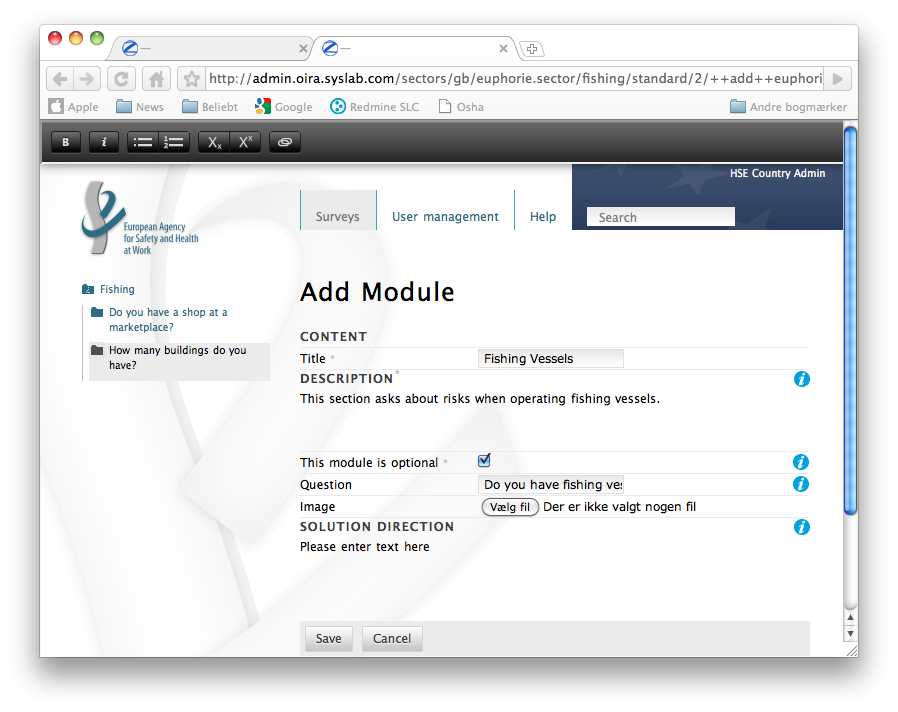 http://admin.oira.syslab.com/sectors/gb/euphorie.sector/fishing/standard/2/++add++euphori
Apple News Beliebt Google Redmine SLC Osha Andre bogmærker
B i Xx Xx
HSE Country Admin
Surveys User management Help Search
European Agency
for Safety and Health
at Work
Fishing
Do you have a shop at a
marketplace?
How many buildings do you
have?
Add Module
CONTENT
Title * Fishing Vessels
DESCRIPTION*
This section asks about risks when operating fishing vessels.
This module is optional *
Question Do you have fishing ves
Image Vælg fil Der er ikke valgt nogen fil
SOLUTION DIRECTION
Please enter text here
Save Cancel